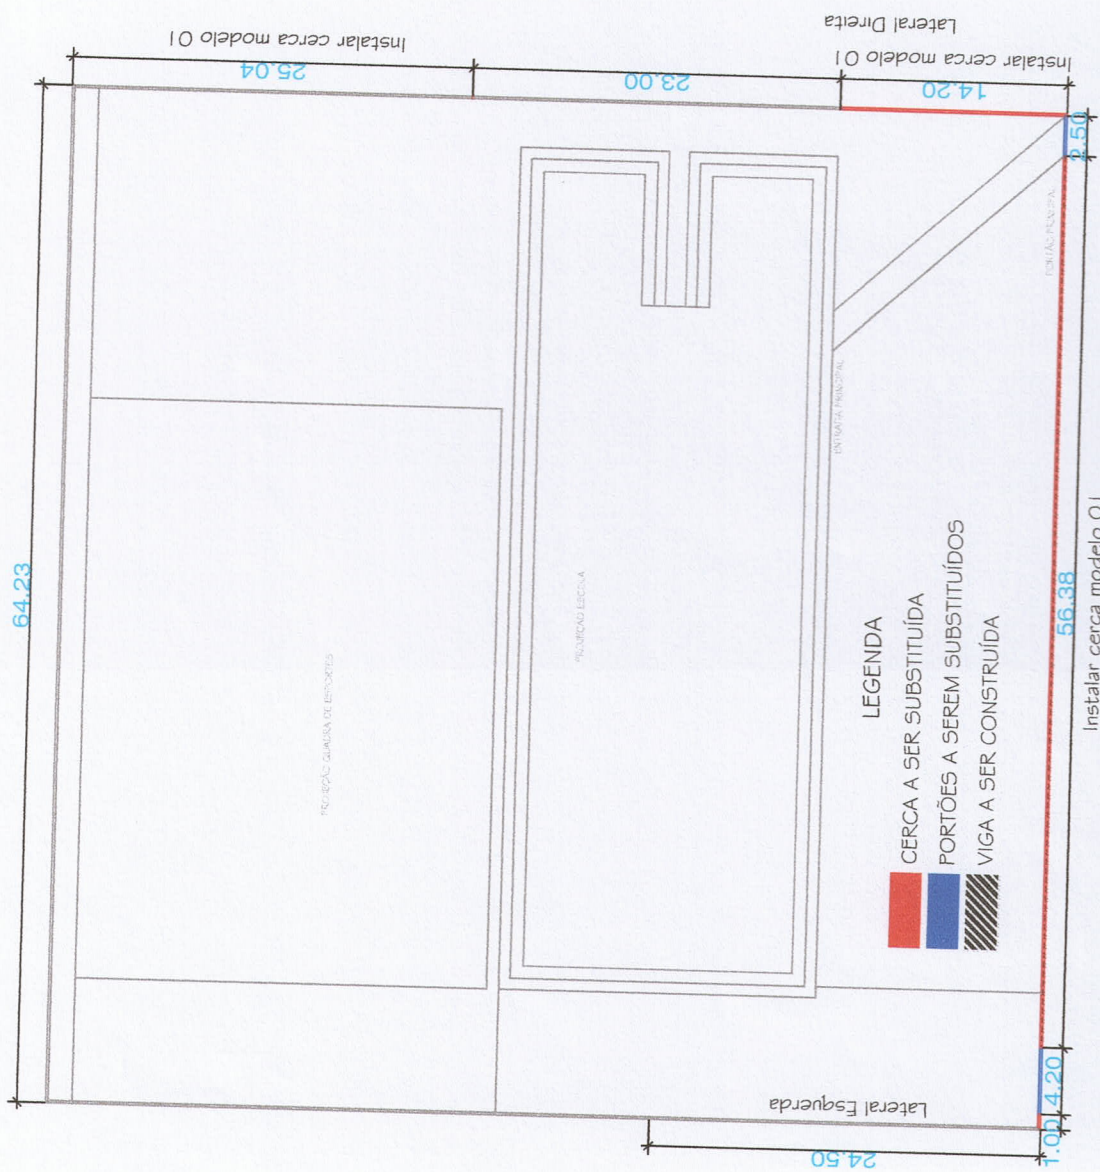 Instalar cerca modelo 01
25.04
23.00
Lateral Direita
Instalar cerca modelo 01
14.20
2.50
PORTÃO PRINCIPAL
64.23
PROJEÇÃO QUADRA DE ESPORTES
PROJEÇÃO ESCOLA
ENTRADA PRINCIPAL
LEGENDA
CERCA A SER SUBSTITUÍDA
PORTÕES A SEREM SUBSTITUÍDOS
VIGA A SER CONSTRUÍDA
56.38
Instalar cerca modelo 01
Lateral Esquerda
24.50
1.00
4.20